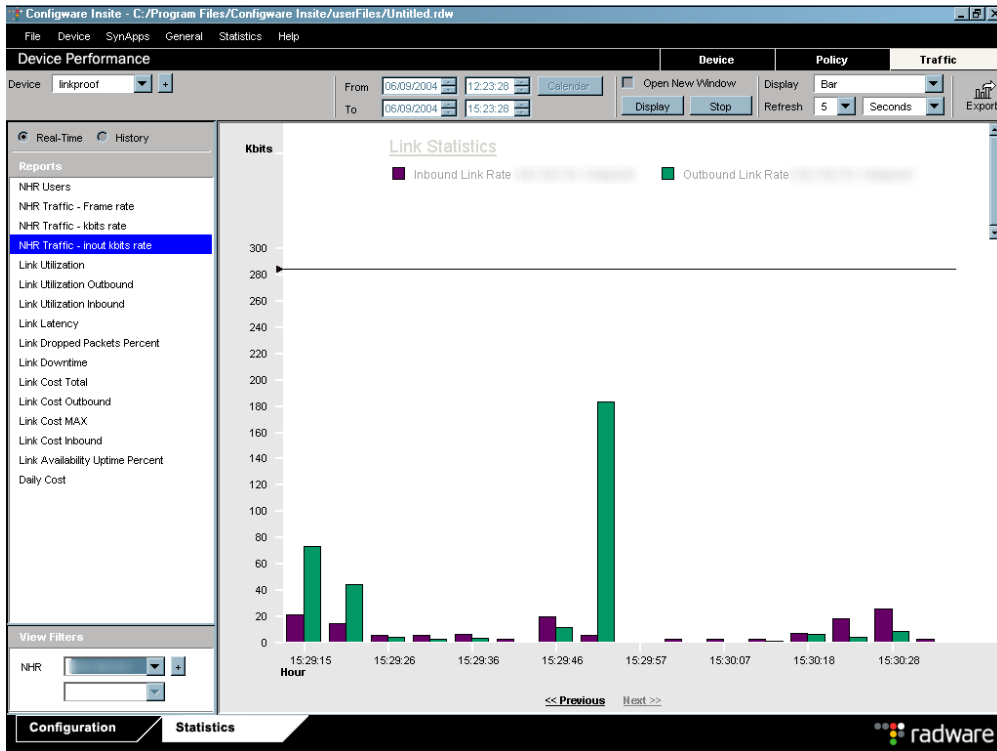 Configware Insite - C:/Program Files/Configware Insite/userFiles/Untitled.rdw
File Device SynApps General Statistics Help
Device Performance
Device Policy Traffic
Device linkproof +
From 06/09/2004 12:23:28 Calendar
To 06/09/2004 15:23:28
Open New Window
Display Stop
Display Bar
Refresh 5 Seconds
Export
Real-Time History
Reports
NHR Users
NHR Traffic - Frame rate
NHR Traffic - kbits rate
NHR Traffic - inout kbits rate
Link Utilization
Link Utilization Outbound
Link Utilization Inbound
Link Latency
Link Dropped Packets Percent
Link Downtime
Link Cost Total
Link Cost Outbound
Link Cost MAX
Link Cost Inbound
Link Availability Uptime Percent
Daily Cost
View Filters
NHR +
Kbits
Link Statistics
Inbound Link Rate
Outbound Link Rate
300
280
260
240
220
200
180
160
140
120
100
80
60
40
20
0
15:29:15 15:29:26 15:29:36 15:29:46 15:29:57 15:30:07 15:30:18 15:30:28
Hour
<< Previous Next >>
Configuration Statistics
radware